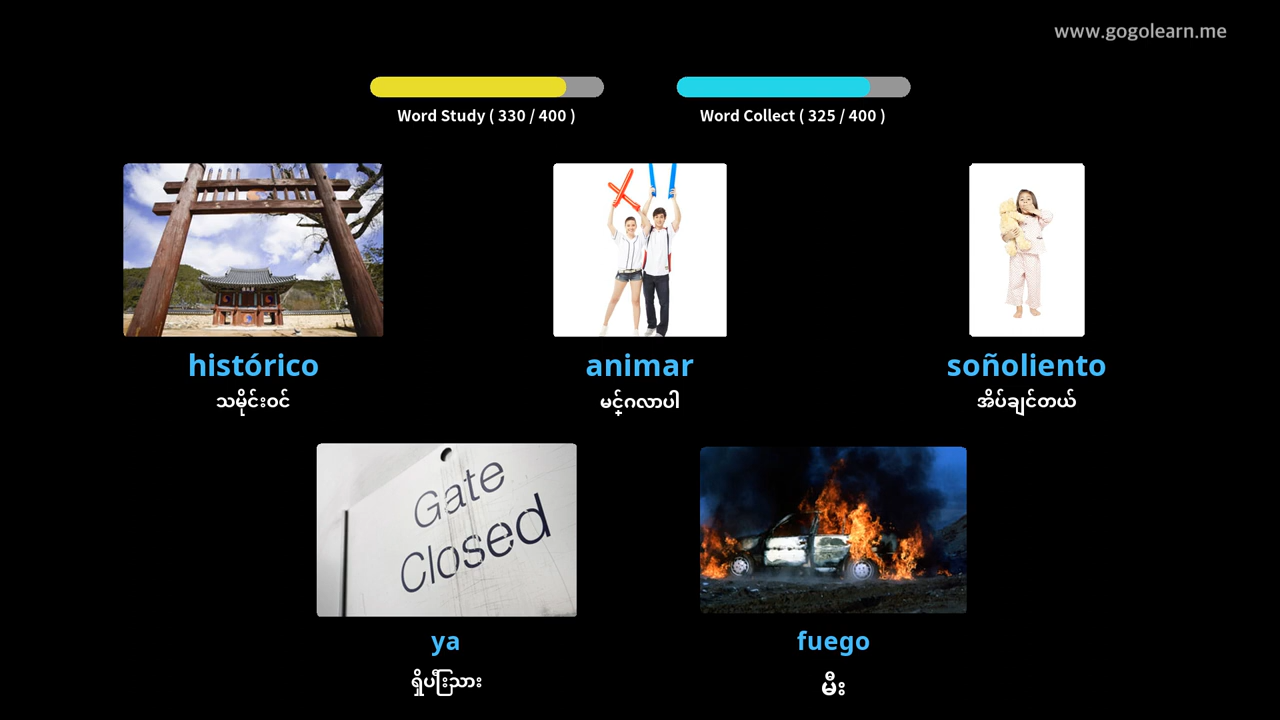 www.gogolearn.me
Word Study ( 330 / 400 )
Word Collect ( 325 / 400 )
histórico
animar
soñoliento
သမိုင်းဝင်
မင်္ဂလာပါ
အိပ်ချင်တယ်
Gate
Closed
ya
fuego
ရှိပြီးသား
မီး